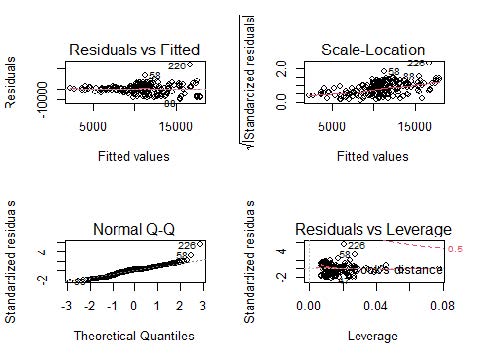 Residuals vs Fitted
Residuals
-10000
220
58
88
5000
15000
Fitted values
Scale-Location
√|Standardized residuals|
0.0
2.0
226
58
88
5000
15000
Fitted values
Normal Q-Q
Standardized residuals
-2
4
226
58
-3
-2
-1
0
1
2
3
Theoretical Quantiles
Residuals vs Leverage
Standardized residuals
-2
4
226
58
Cook's distance
0.5
0.00
0.04
0.08
Leverage